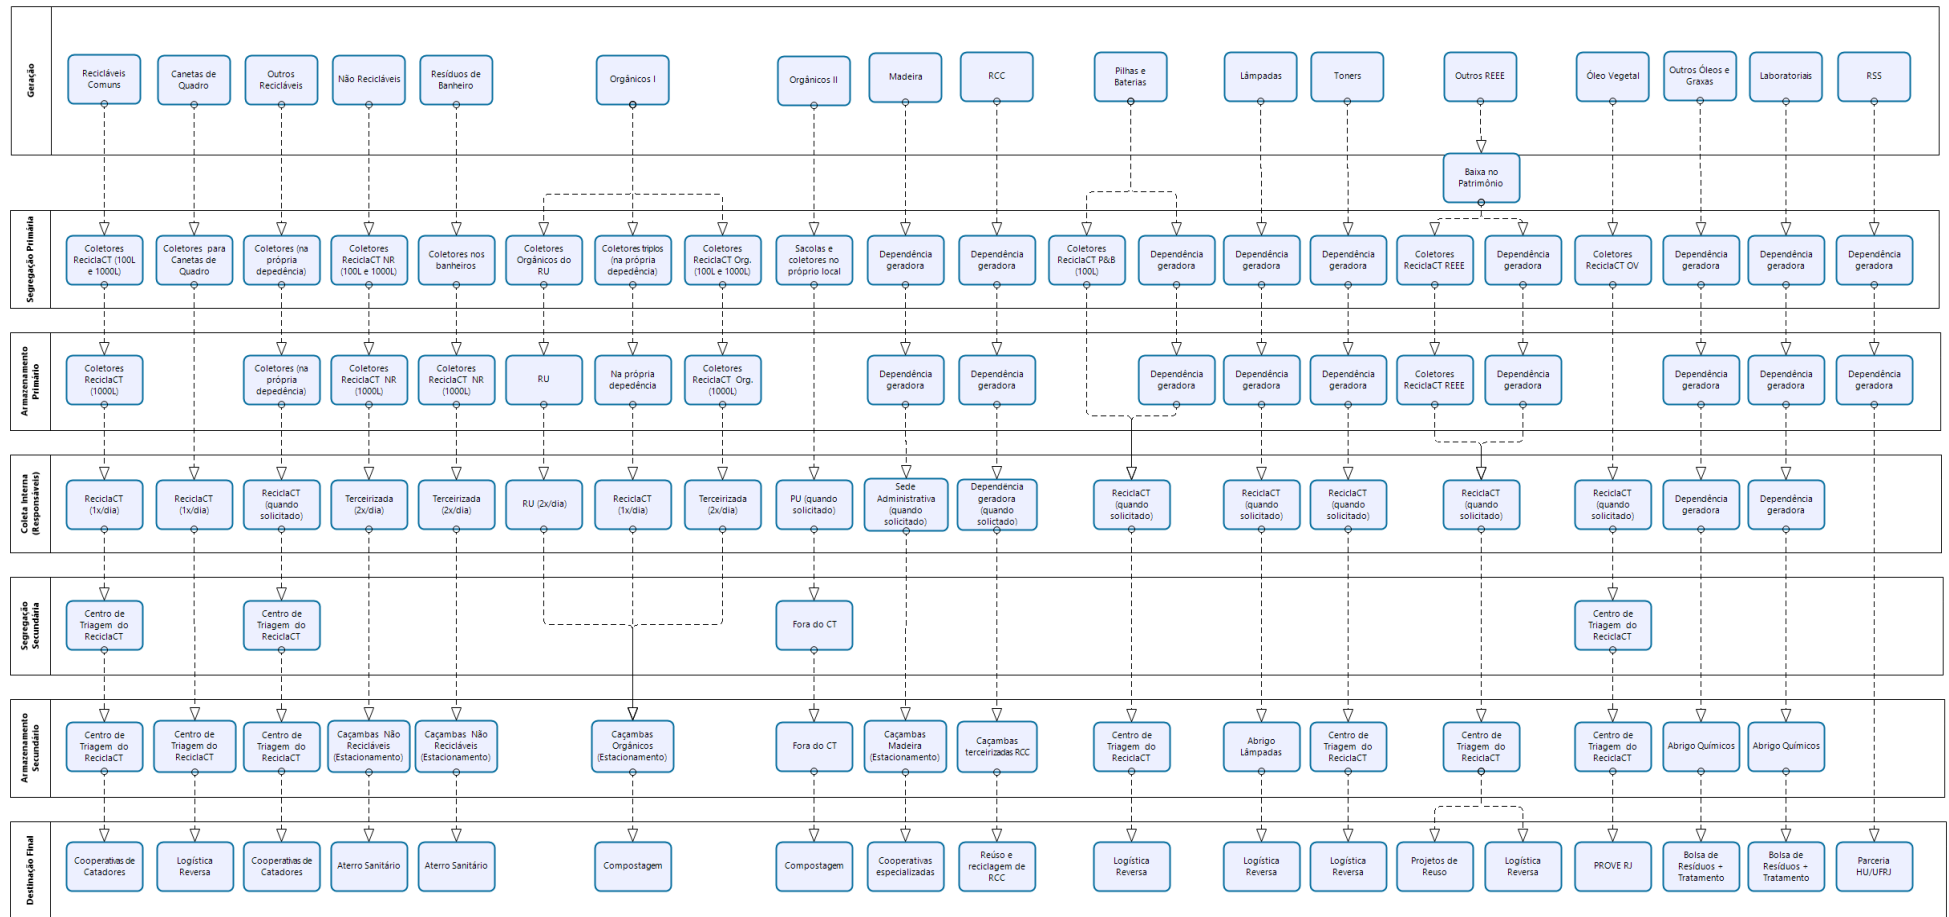 Geração
Recicláveis
Comuns
Canetas de
Quadro
Outros
Recicláveis
Não Recicláveis
Resíduos de
Banheiro
Orgânicos I
Orgânicos II
Madeira
RCC
Pilhas e
Baterias
Lâmpadas
Toners
Outros REEE
Óleo Vegetal
Outros Óleos e
Graxas
Laboratoriais
RSS
Baixa no
Patrimônio
Segregação Primária
Coletores
ReciclaCT (100L
e 1000L)
Coletores para
Canetas de
Quadro
Coletores (na
própria
depedência)
Coletores
ReciclaCT NR
(100L e 1000L)
Coletores nos
banheiros
Coletores
Orgânicos do
RU
Coletores triplos
(na própria
depedência)
Coletores
ReciclaCT Org.
(100L e 1000L)
Sacolas e
coletores no
próprio local
Dependência
geradora
Dependência
geradora
Coletores
ReciclaCT P&B
(100L)
Dependência
geradora
Dependência
geradora
Dependência
geradora
Coletores
ReciclaCT REEE
Dependência
geradora
Coletores
ReciclaCT OV
Dependência
geradora
Dependência
geradora
Dependência
geradora
Armazenamento
Primário
Coletores
ReciclaCT
(1000L)
Coletores (na
própria
depedência)
Coletores
ReciclaCT NR
(1000L)
Coletores
ReciclaCT NR
(1000L)
RU
Na própria
depedência
Coletores
ReciclaCT Org.
(1000L)
Dependência
geradora
Dependência
geradora
Dependência
geradora
Dependência
geradora
Dependência
geradora
Coletores
ReciclaCT REEE
Dependência
geradora
Dependência
geradora
Dependência
geradora
Dependência
geradora
Coleta Interna
(Responsáveis)
ReciclaCT
(1x/dia)
ReciclaCT
(1x/dia)
ReciclaCT
(quando
solicitado)
Terceirizada
(2x/dia)
Terceirizada
(2x/dia)
RU (2x/dia)
ReciclaCT
(1x/dia)
Terceirizada
(2x/dia)
PU (quando
solicitado)
Sede
Administrativa
(quando
solicitado)
Dependência
geradora
(quando
solictado)
ReciclaCT
(quando
solicitado)
ReciclaCT
(quando
solicitado)
ReciclaCT
(quando
solicitado)
ReciclaCT
(quando
solicitado)
ReciclaCT
(quando
solicitado)
Dependência
geradora
Dependência
geradora
Segregação
Secundária
Centro de
Triagem do
ReciclaCT
Centro de
Triagem do
ReciclaCT
Fora do CT
Centro de
Triagem do
ReciclaCT
Armazenamento
Secundário
Centro de
Triagem do
ReciclaCT
Centro de
Triagem do
ReciclaCT
Centro de
Triagem do
ReciclaCT
Caçambas Não
Recicláveis
(Estacionamento)
Caçambas Não
Recicláveis
(Estacionamento)
Caçambas
Orgânicos
(Estacionamento)
Fora do CT
Caçambas
Madeira
(Estacionamento)
Caçambas
terceirizadas RCC
Centro de
Triagem do
ReciclaCT
Abrigo
Lâmpadas
Centro de
Triagem do
ReciclaCT
Centro de
Triagem do
ReciclaCT
Centro de
Triagem do
ReciclaCT
Abrigo Químicos
Abrigo Químicos
Destinação Final
Cooperativas de
Catadores
Logística
Reversa
Cooperativas de
Catadores
Aterro Sanitário
Aterro Sanitário
Compostagem
Compostagem
Cooperativas
especializadas
Reúso e
reciclagem de
RCC
Logística
Reversa
Logística
Reversa
Logística
Reversa
Projetos de
Reuso
Logística
Reversa
PROVE RJ
Bolsa de
Resíduos +
Tratamento
Bolsa de
Resíduos +
Tratamento
Parceria
HU/UFRJ